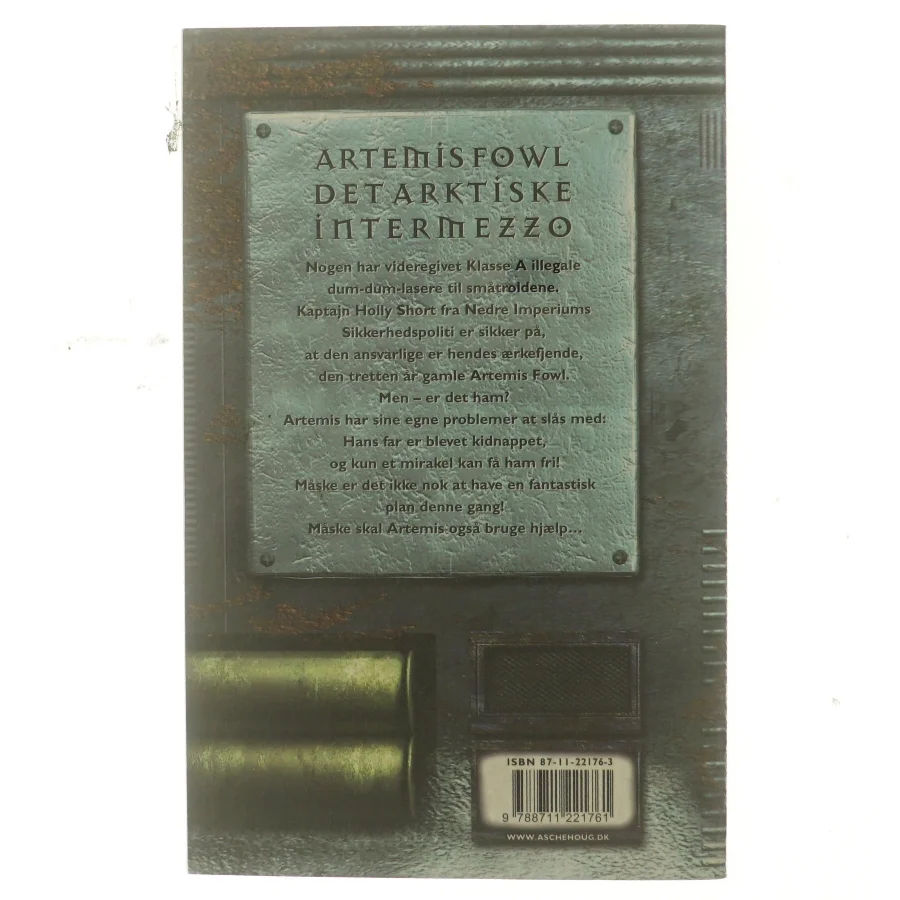 ARTEMIS FOWL
DET ARKTISKE
INTERMEZZO
Nogen har videregivet Klasse A illegale
dum-dum-lasere til småtroldene.
Kaptajn Holly Short fra Nedre Imperiums
Sikkerhedspoliti er sikker på,
at den ansvarlige er hendes ærkefjende,
den tretten år gamle Artemis Fowl.
Men – er det ham?
Artemis har sine egne problemer at slås med:
Hans far er blevet kidnappet,
og kun et mirakel kan få ham fri!
Måske er det ikke nok at have en fantastisk
plan denne gang!
Måske skal Artemis også bruge hjælp...
ISBN 87-11-22176-3
9 788711 221761
WWW.ASCHEHOUG.DK